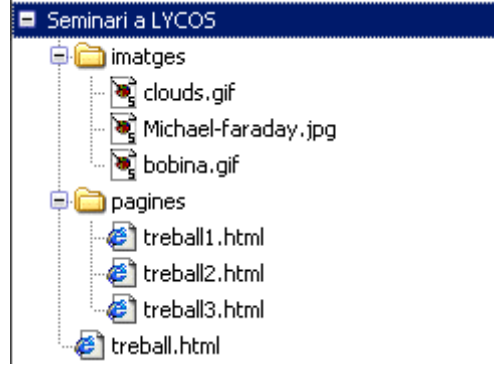 Seminari a LYCOS
imatges
clouds.gif
Michael-faraday.jpg
bobina.gif
pagines
treball1.html
treball2.html
treball3.html
treball.html